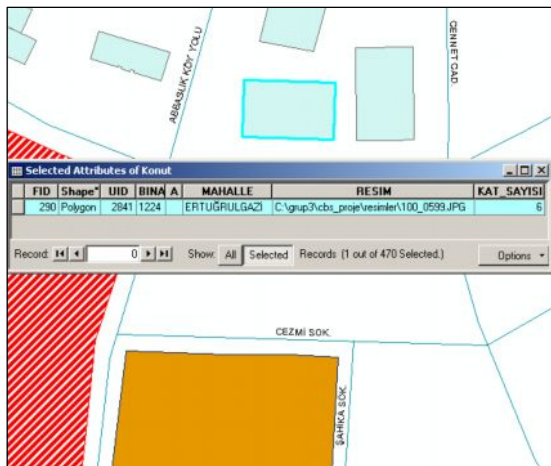 ABBASLIK KÖY YOLU
CENNET CAD.
Selected Attributes of Konut
FID Shape* UID BINA A MAHALLE RESIM KAT_SAYISI
290 Polygon 2841 1224 ERTUĞRULGAZİ C:\grup3\cbs_proje\resimler\100_0599.JPG 6
Record: 0 Show: All Selected Records (1 out of 470 Selected.) Options
CEZMİ SOK.
ŞAHİKA SOK.